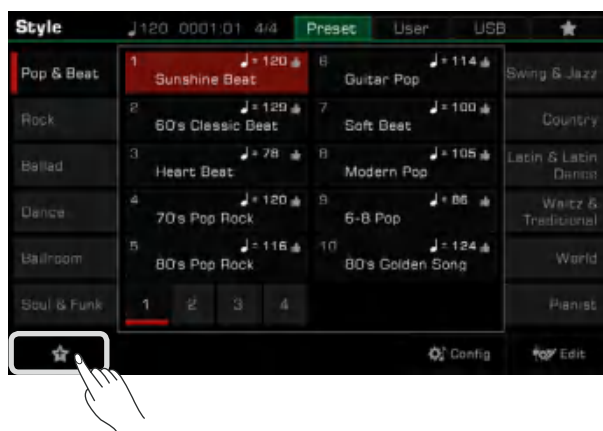 Style ♩120 0001:01 4/4 Preset User USB
Pop & Beat
Rock
Ballad
Dance
Ballroom
Soul & Funk
1 ♩= 120
Sunshine Beat
2 ♩= 129
60's Classic Beat
3 ♩= 78
Heart Beat
4 ♩= 120
70's Pop Rock
5 ♩= 116
80's Pop Rock
6 ♩= 114
Guitar Pop
7 ♩= 100
Soft Beat
8 ♩= 105
Modern Pop
9 ♩= 86
6-8 Pop
10 ♩= 124
80's Golden Song
1 2 3 4
Swing & Jazz
Country
Latin & Latin
Dance
Waltz &
Traditional
World
Pianist
Config
Edit